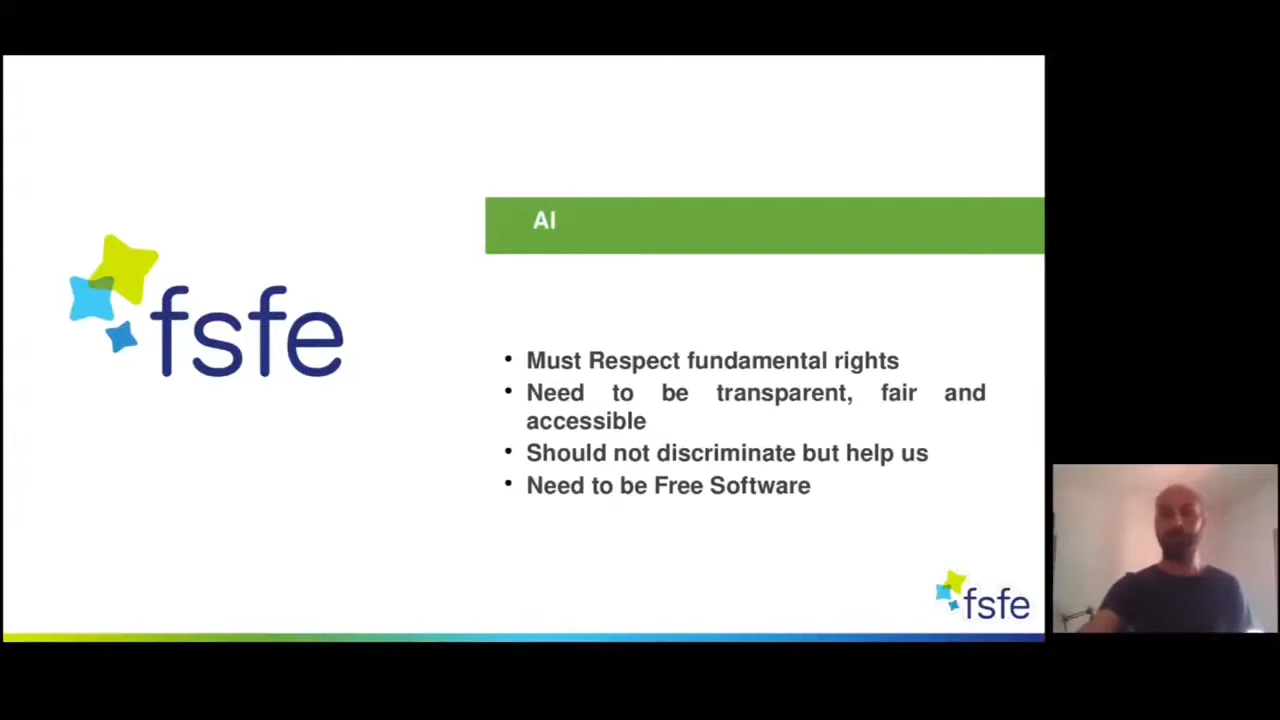 AI
fsfe
• Must Respect fundamental rights
• Need to be transparent, fair and
accessible
• Should not discriminate but help us
• Need to be Free Software
fsfe